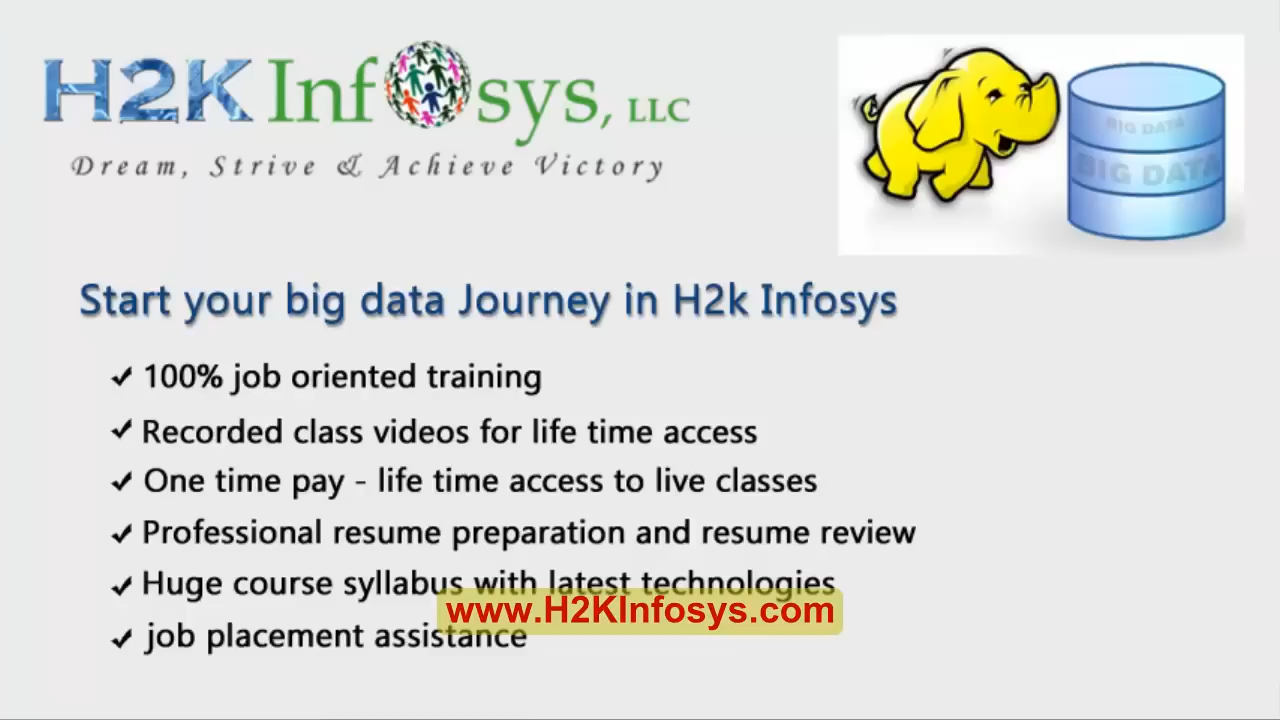 H2K Infosys, LLC
Dream, Strive & Achieve Victory
BIG DATA
BIG DATA
Start your big data Journey in H2k Infosys
100% job oriented training
Recorded class videos for life time access
One time pay - life time access to live classes
Professional resume preparation and resume review
Huge course syllabus with latest technologies
www.H2KInfosys.com
job placement assistance